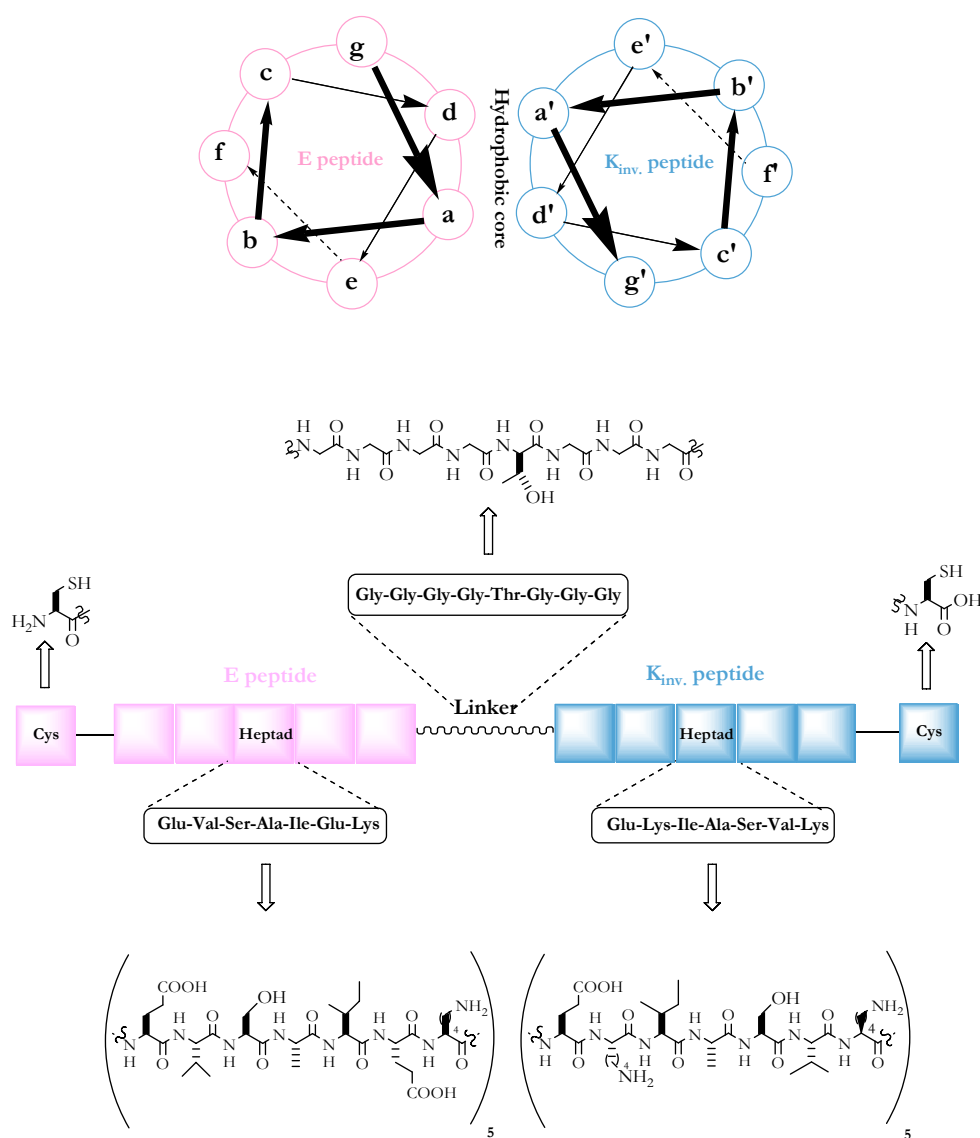 g
e'
c
d
b'
a'
Hydrophobic core
f
E peptide
K_inv. peptide
f'
a
d'
b
c'
e
g'
H O H O H O H O
N N N N
N N N N
H O H O H O H O
OH
SH
SH
Gly-Gly-Gly-Gly-Thr-Gly-Gly-Gly
H₂N
O
OH
N
H O
E peptide
K_inv. peptide
Linker
Cys
Heptad
Heptad
Cys
Glu-Val-Ser-Ala-Ile-Glu-Lys
Glu-Lys-Ile-Ala-Ser-Val-Lys
COOH
OH
NH₂
4
COOH
OH
NH₂
4
O H O H O H
N N N N N N N
H O H O H O H O
COOH
5
O H O H O H
N N N N N N N
H O H O H O H O
4
NH₂
5